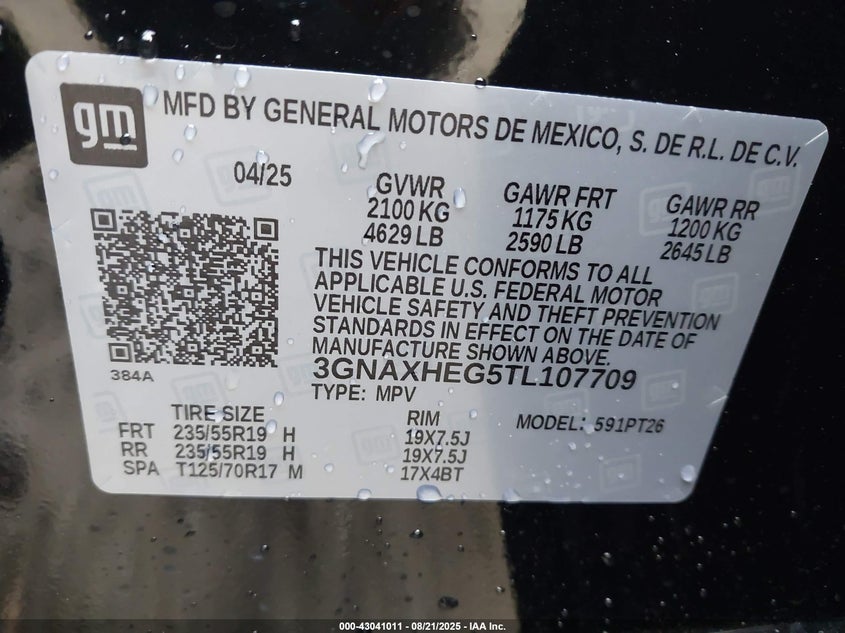 gm
MFD BY GENERAL MOTORS DE MEXICO, S. DE R.L. DE C.V.
04/25
GVWR GAWR FRT GAWR RR
2100 KG 1175 KG 1200 KG
4629 LB 2590 LB 2645 LB
THIS VEHICLE CONFORMS TO ALL
APPLICABLE U.S. FEDERAL MOTOR
VEHICLE SAFETY AND THEFT PREVENTION
STANDARDS IN EFFECT ON THE DATE OF
MANUFACTURE SHOWN ABOVE.
384A
3GNAXHEG5TL107709
TYPE: MPV
TIRE SIZE RIM MODEL: 591PT26
FRT 235/55R19 H 19X7.5J
RR 235/55R19 H 19X7.5J
SPA T125/70R17 M 17X4BT
000-43041011 - 08/21/2025 - IAA Inc.